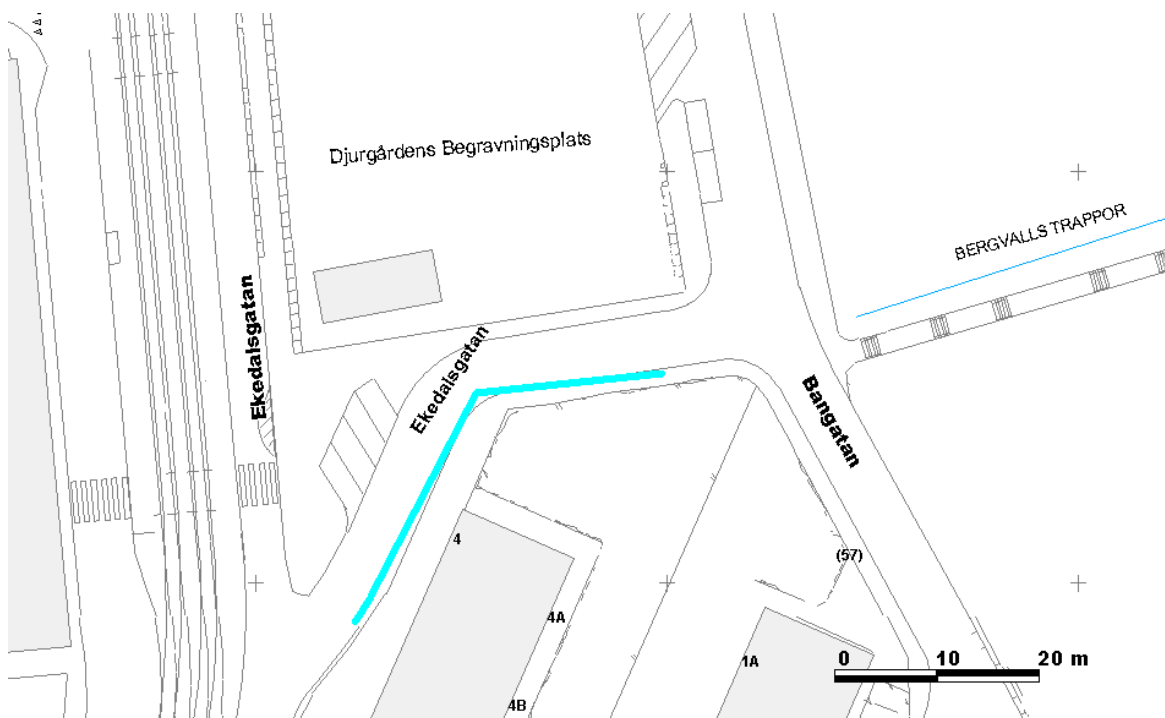 Djurgårdens Begravningsplats
BERGVALLS TRAPPOR
Ekedalsgatan
Ekedalsgatan
Bangatan
4
(57)
4A
1A
4B
0 10 20 m